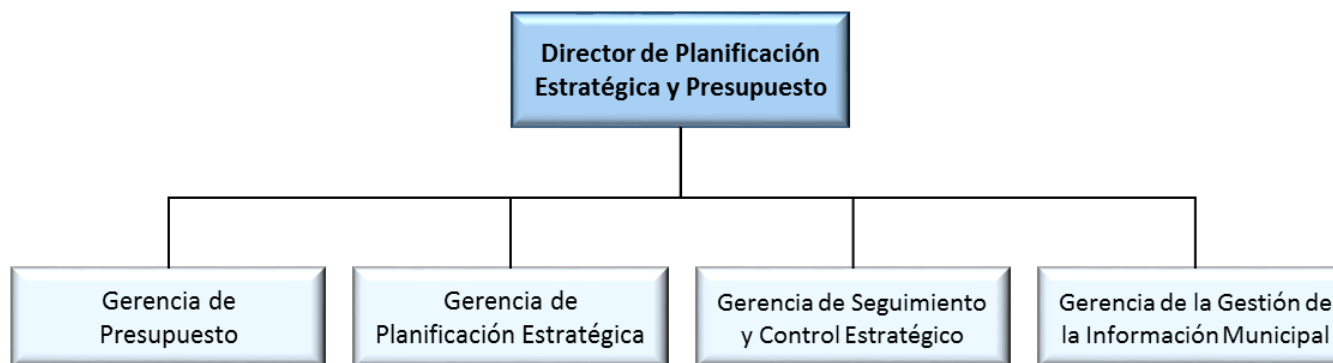 Director de Planificación
Estratégica y Presupuesto
Gerencia de
Presupuesto
Gerencia de
Planificación Estratégica
Gerencia de Seguimiento
y Control Estratégico
Gerencia de la Gestión de
la Información Municipal